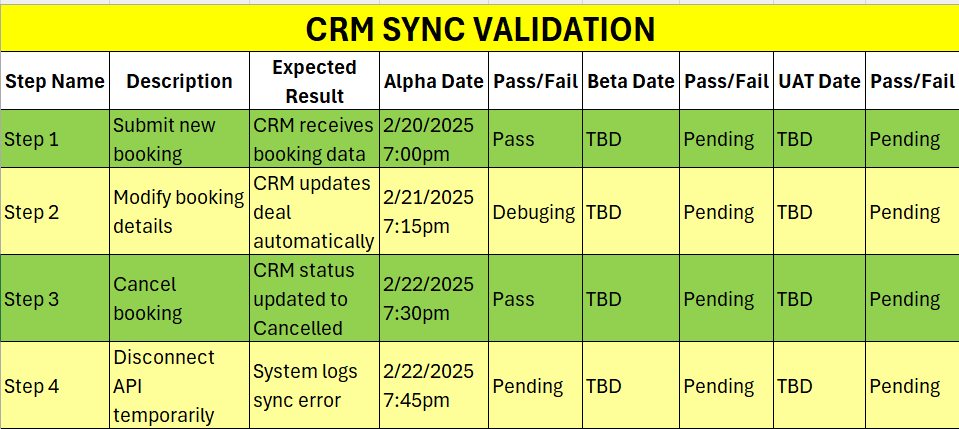 CRM SYNC VALIDATION
Step Name Description Expected Result Alpha Date Pass/Fail Beta Date Pass/Fail UAT Date Pass/Fail
Step 1 Submit new booking CRM receives booking data 2/20/2025 7:00pm Pass TBD Pending TBD Pending
Step 2 Modify booking details CRM updates deal automatically 2/21/2025 7:15pm Debuging TBD Pending TBD Pending
Step 3 Cancel booking CRM status updated to Cancelled 2/22/2025 7:30pm Pass TBD Pending TBD Pending
Step 4 Disconnect API temporarily System logs sync error 2/22/2025 7:45pm Pending TBD Pending TBD Pending